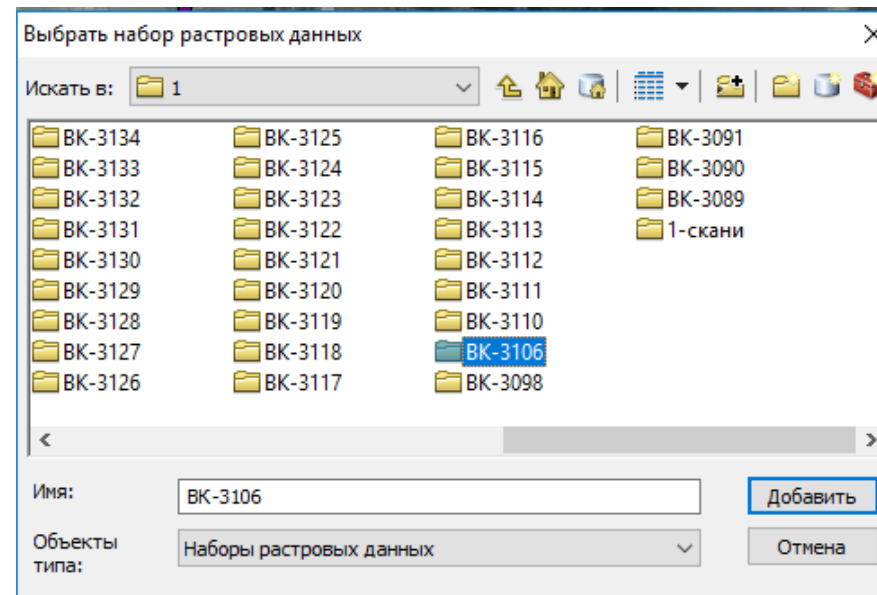 Выбрать набор растровых данных
Искать в: 1
ВК-3134 ВК-3125 ВК-3116 ВК-3091
ВК-3133 ВК-3124 ВК-3115 ВК-3090
ВК-3132 ВК-3123 ВК-3114 ВК-3089
ВК-3131 ВК-3122 ВК-3113 1-скани
ВК-3130 ВК-3121 ВК-3112
ВК-3129 ВК-3120 ВК-3111
ВК-3128 ВК-3119 ВК-3110
ВК-3127 ВК-3118 ВК-3106
ВК-3126 ВК-3117 ВК-3098
Имя: ВК-3106 Добавить
Объекты типа: Наборы растровых данных Отмена